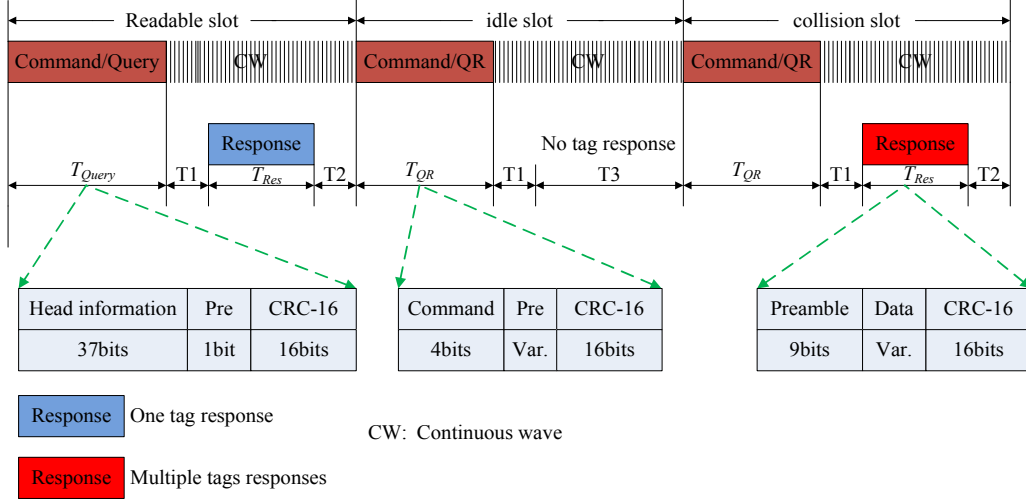 Readable slot idle slot collision slot
Command/Query CW Command/QR CW Command/QR CW
Response No tag response Response
T_Query T1 T_Res T2 T_QR T1 T3 T_QR T1 T_Res T2
Head information Pre CRC-16 Command Pre CRC-16 Preamble Data CRC-16
37bits 1bit 16bits 4bits Var. 16bits 9bits Var. 16bits
Response One tag response
CW: Continuous wave
Response Multiple tags responses